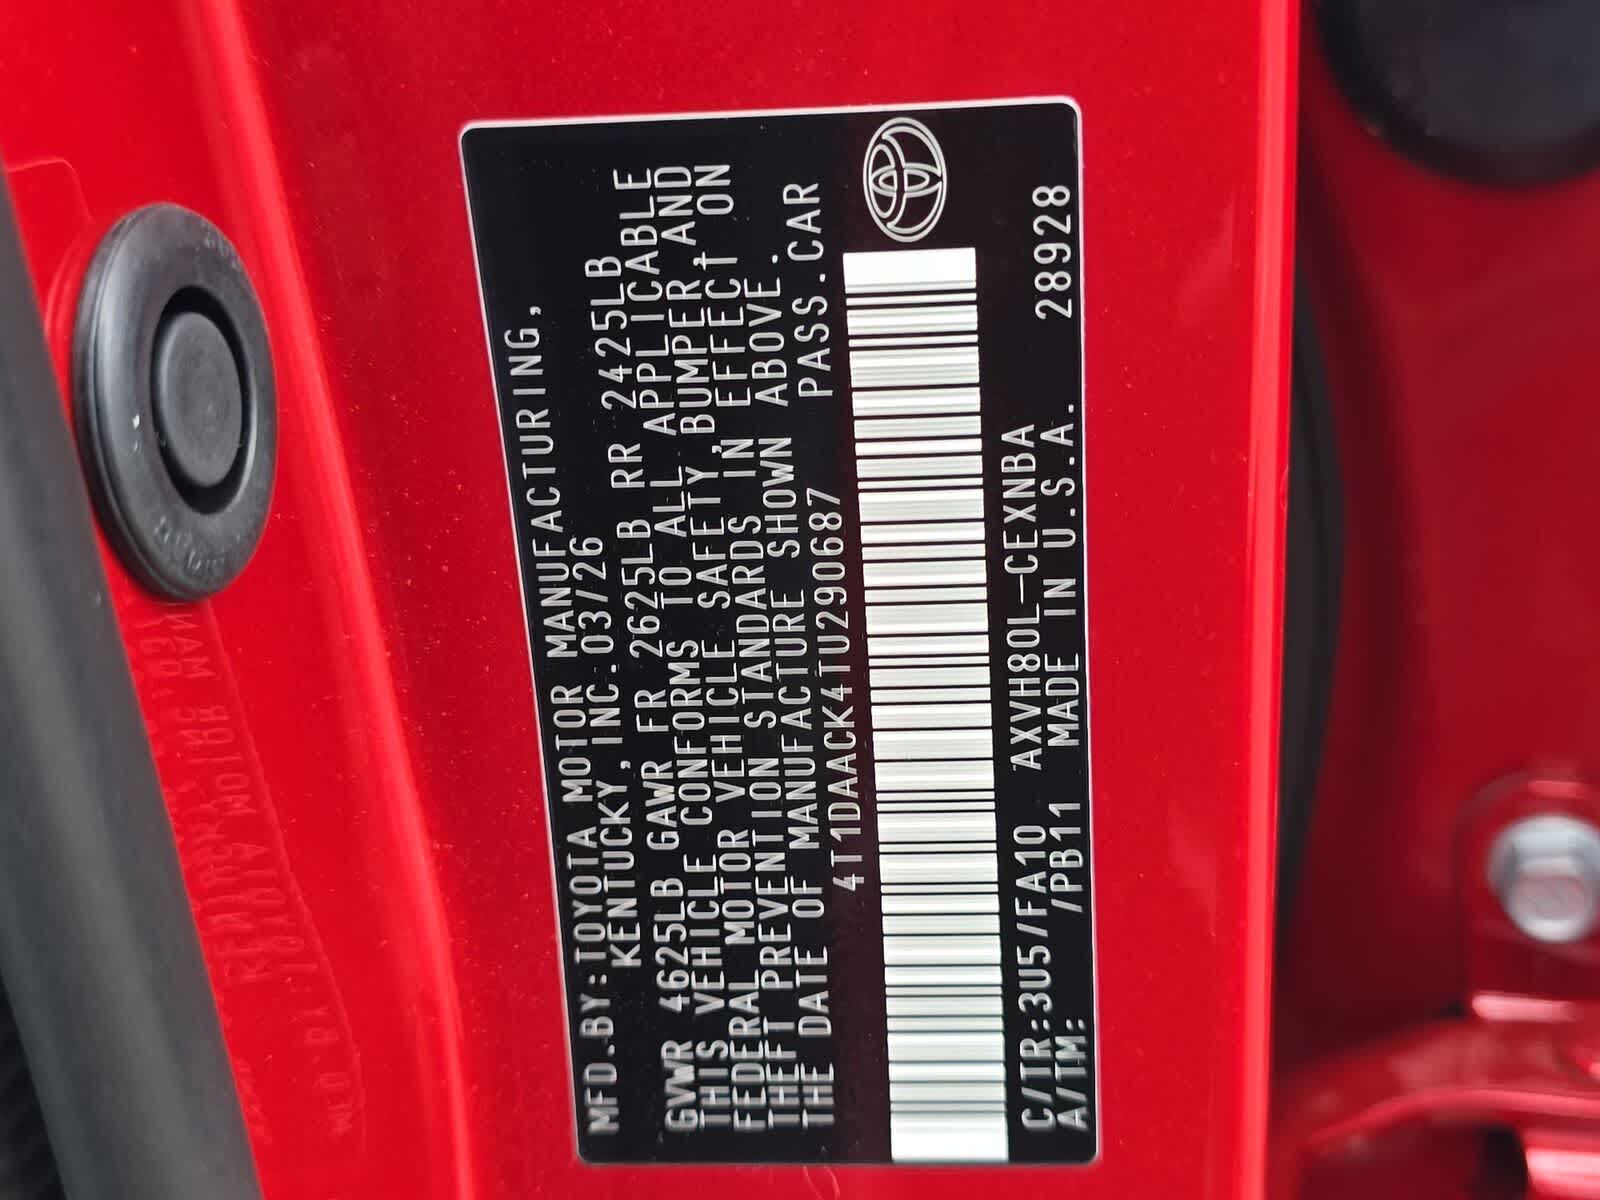 MFD.BY:TOYOTA MOTOR MANUFACTURING,
KENTUCKY,INC.03/26
GVWR 4625LB GAWR FR 2625LB RR 2425LB
THIS VEHICLE CONFORMS TO ALL APPLICABLE
FEDERAL MOTOR VEHICLE SAFETY,BUMPER,AND
THEFT PREVENTION STANDARDS IN EFFECT ON
THE DATE OF MANUFACTURE SHOWN ABOVE.
4T1DAACK4TU290687 PASS.CAR
C/TR:3U5/FA10 AXVH80L-CEXNBA
A/TM: /PB11 MADE IN U.S.A. 28928